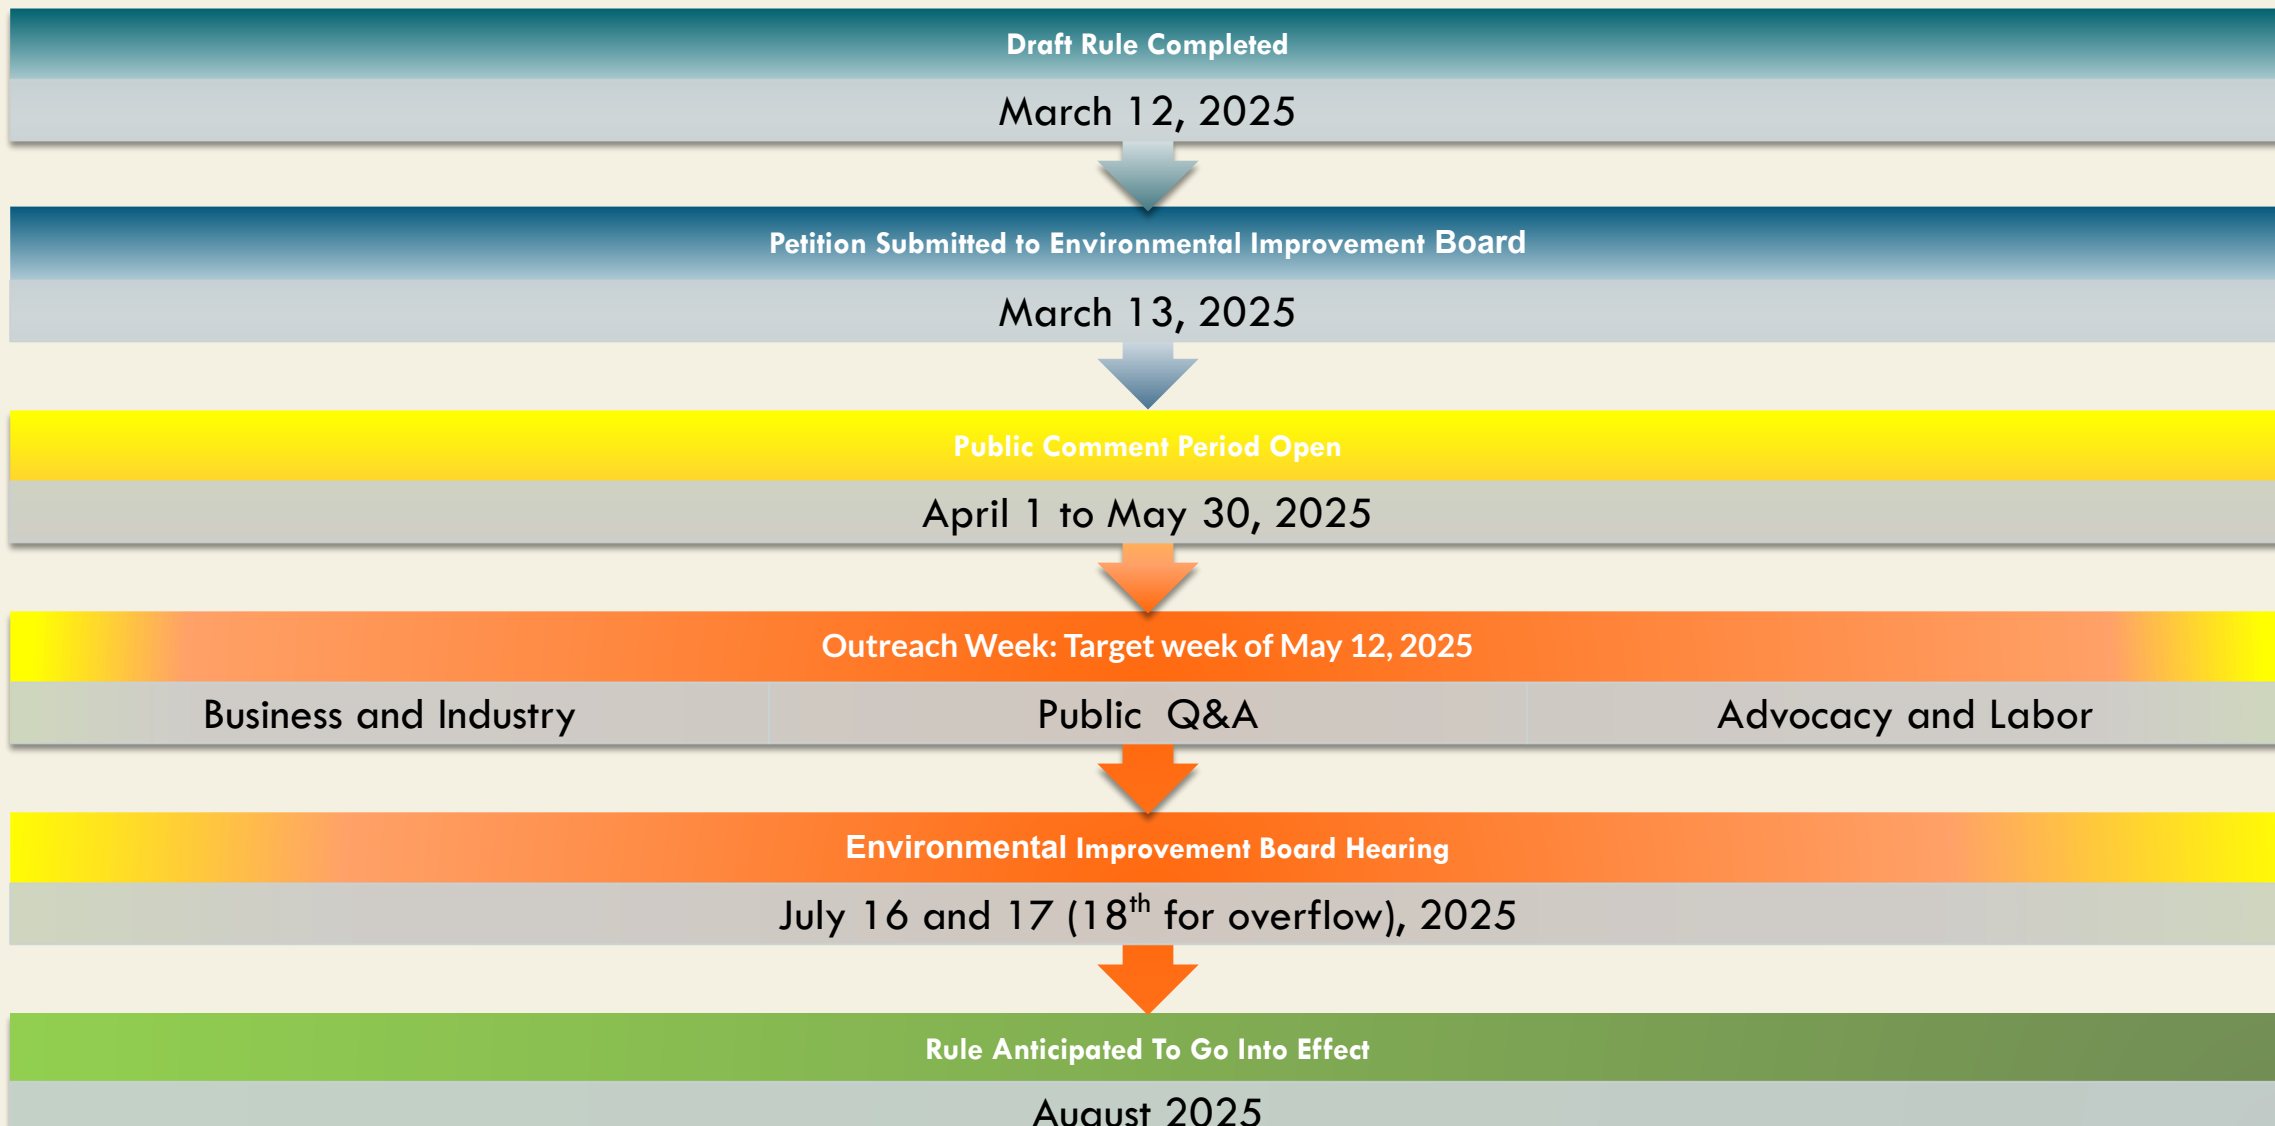 Draft Rule Completed
March 12, 2025
Petition Submitted to Environmental Improvement Board
March 13, 2025
Public Comment Period Open
April 1 to May 30, 2025
Outreach Week: Target week of May 12, 2025
Business and Industry
Public Q&A
Advocacy and Labor
Environmental Improvement Board Hearing
July 16 and 17 (18th for overflow), 2025
Rule Anticipated To Go Into Effect
August 2025